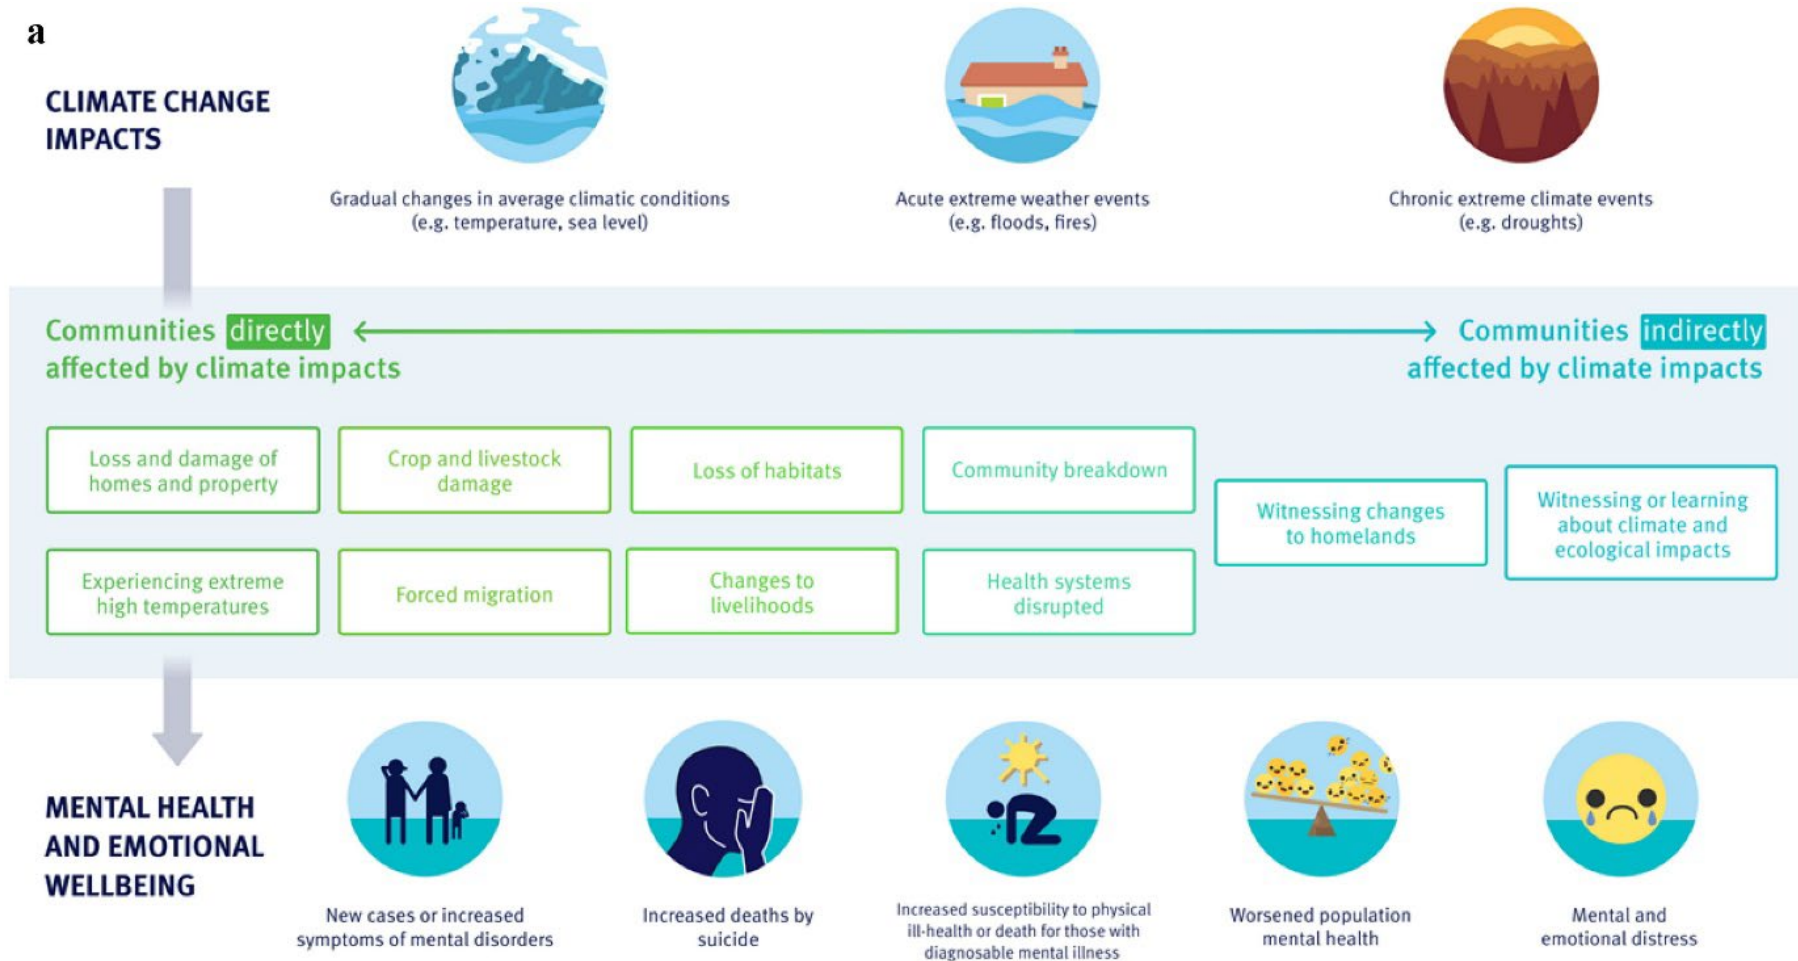 a
CLIMATE CHANGE
IMPACTS
Gradual changes in average climatic conditions
(e.g. temperature, sea level)
Acute extreme weather events
(e.g. floods, fires)
Chronic extreme climate events
(e.g. droughts)
Communities directly
affected by climate impacts
Communities indirectly
affected by climate impacts
Loss and damage of
homes and property
Crop and livestock
damage
Loss of habitats
Community breakdown
Witnessing changes
to homelands
Witnessing or learning
about climate and
ecological impacts
Experiencing extreme
high temperatures
Forced migration
Changes to
livelihoods
Health systems
disrupted
MENTAL HEALTH
AND EMOTIONAL
WELLBEING
New cases or increased
symptoms of mental disorders
Increased deaths by
suicide
Increased susceptibility to physical
ill-health or death for those with
diagnosable mental illness
Worsened population
mental health
Mental and
emotional distress